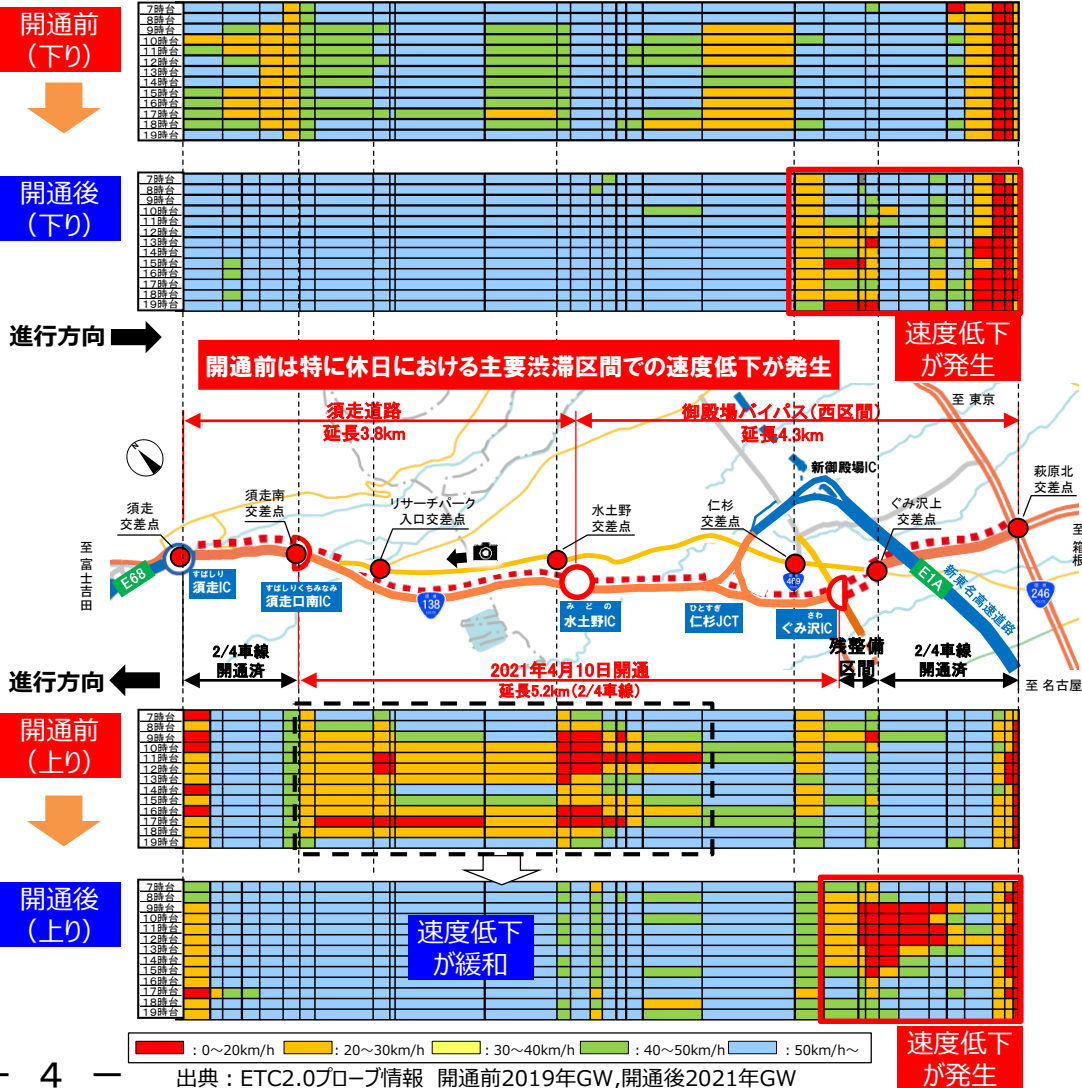 開通前
(下り)
7時台
8時台
9時台
10時台
11時台
12時台
13時台
14時台
15時台
16時台
17時台
18時台
19時台
開通後
(下り)
7時台
8時台
9時台
10時台
11時台
12時台
13時台
14時台
15時台
16時台
17時台
18時台
19時台
進行方向
速度低下
が発生
開通前は特に休日における主要渋滞区間での速度低下が発生
須走道路
延長3.8km
御殿場バイパス(西区間)
延長4.3km
至 東京
新御殿場IC
萩原北
交差点
須走
交差点
須走南
交差点
リサーチパーク
入口交差点
水土野
交差点
仁杉
交差点
ぐみ沢上
交差点
至富士吉田
至箱根
E68
すばしり
須走IC
すばしりくちみなみ
須走口南IC
138
みどの
水土野IC
ひとすぎ
仁杉JCT
469
さわ
ぐみ沢IC
E1A
新東名高速道路
246
2/4車線
開通済
2021年4月10日開通
延長5.2km(2/4車線)
残整備
区間
2/4車線
開通済
至 名古屋
進行方向
開通前
(上り)
7時台
8時台
9時台
10時台
11時台
12時台
13時台
14時台
15時台
16時台
17時台
18時台
19時台
開通後
(上り)
7時台
8時台
9時台
10時台
11時台
12時台
13時台
14時台
15時台
16時台
17時台
18時台
19時台
速度低下
が緩和
:0~20km/h :20~30km/h :30~40km/h :40~50km/h :50km/h~
速度低下
が発生
- 4 -
出典:ETC2.0プローブ情報 開通前2019年GW,開通後2021年GW